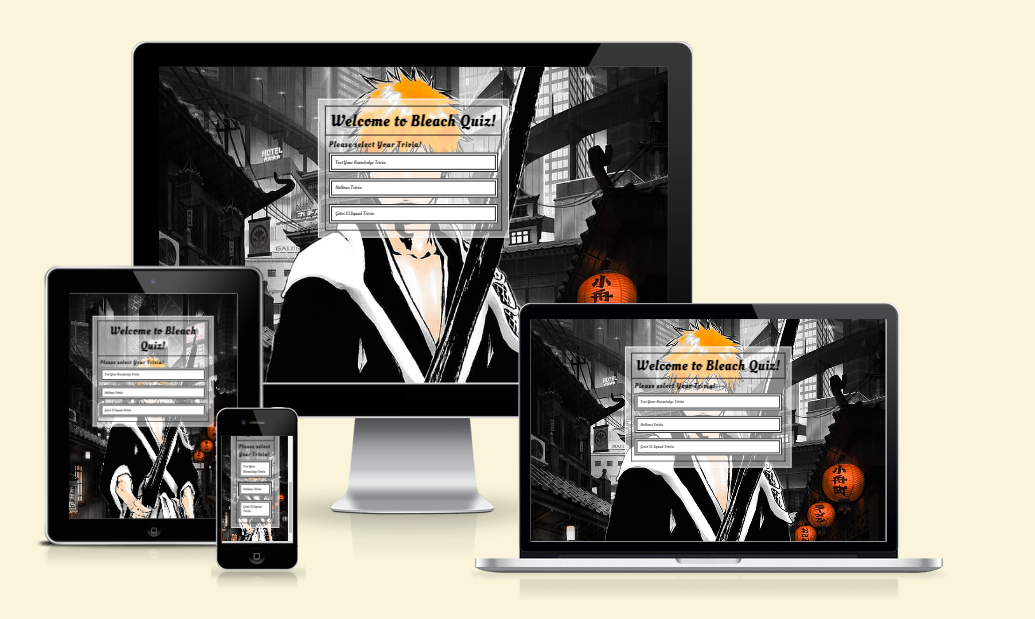 Welcome to Bleach Quiz!
Please select Your Trivia!
Test Your Knowledge Trivia
Hollows Trivia
Gotei 13 Squad Trivia
HOTEL
小
舟
Welcome to Bleach
Quiz!
Please select Your Trivia!
Test Your Knowledge Trivia
Hollows Trivia
Gotei 13 Squad Trivia
Please select
Your Trivia!
Test Your
Knowledge Trivia
Hollows Trivia
Gotei 13 Squad
Trivia
Welcome to Bleach Quiz!
Please select Your Trivia!
Test Your Knowledge Trivia
Hollows Trivia
Gotei 13 Squad Trivia
HOTEL
小
舟
町